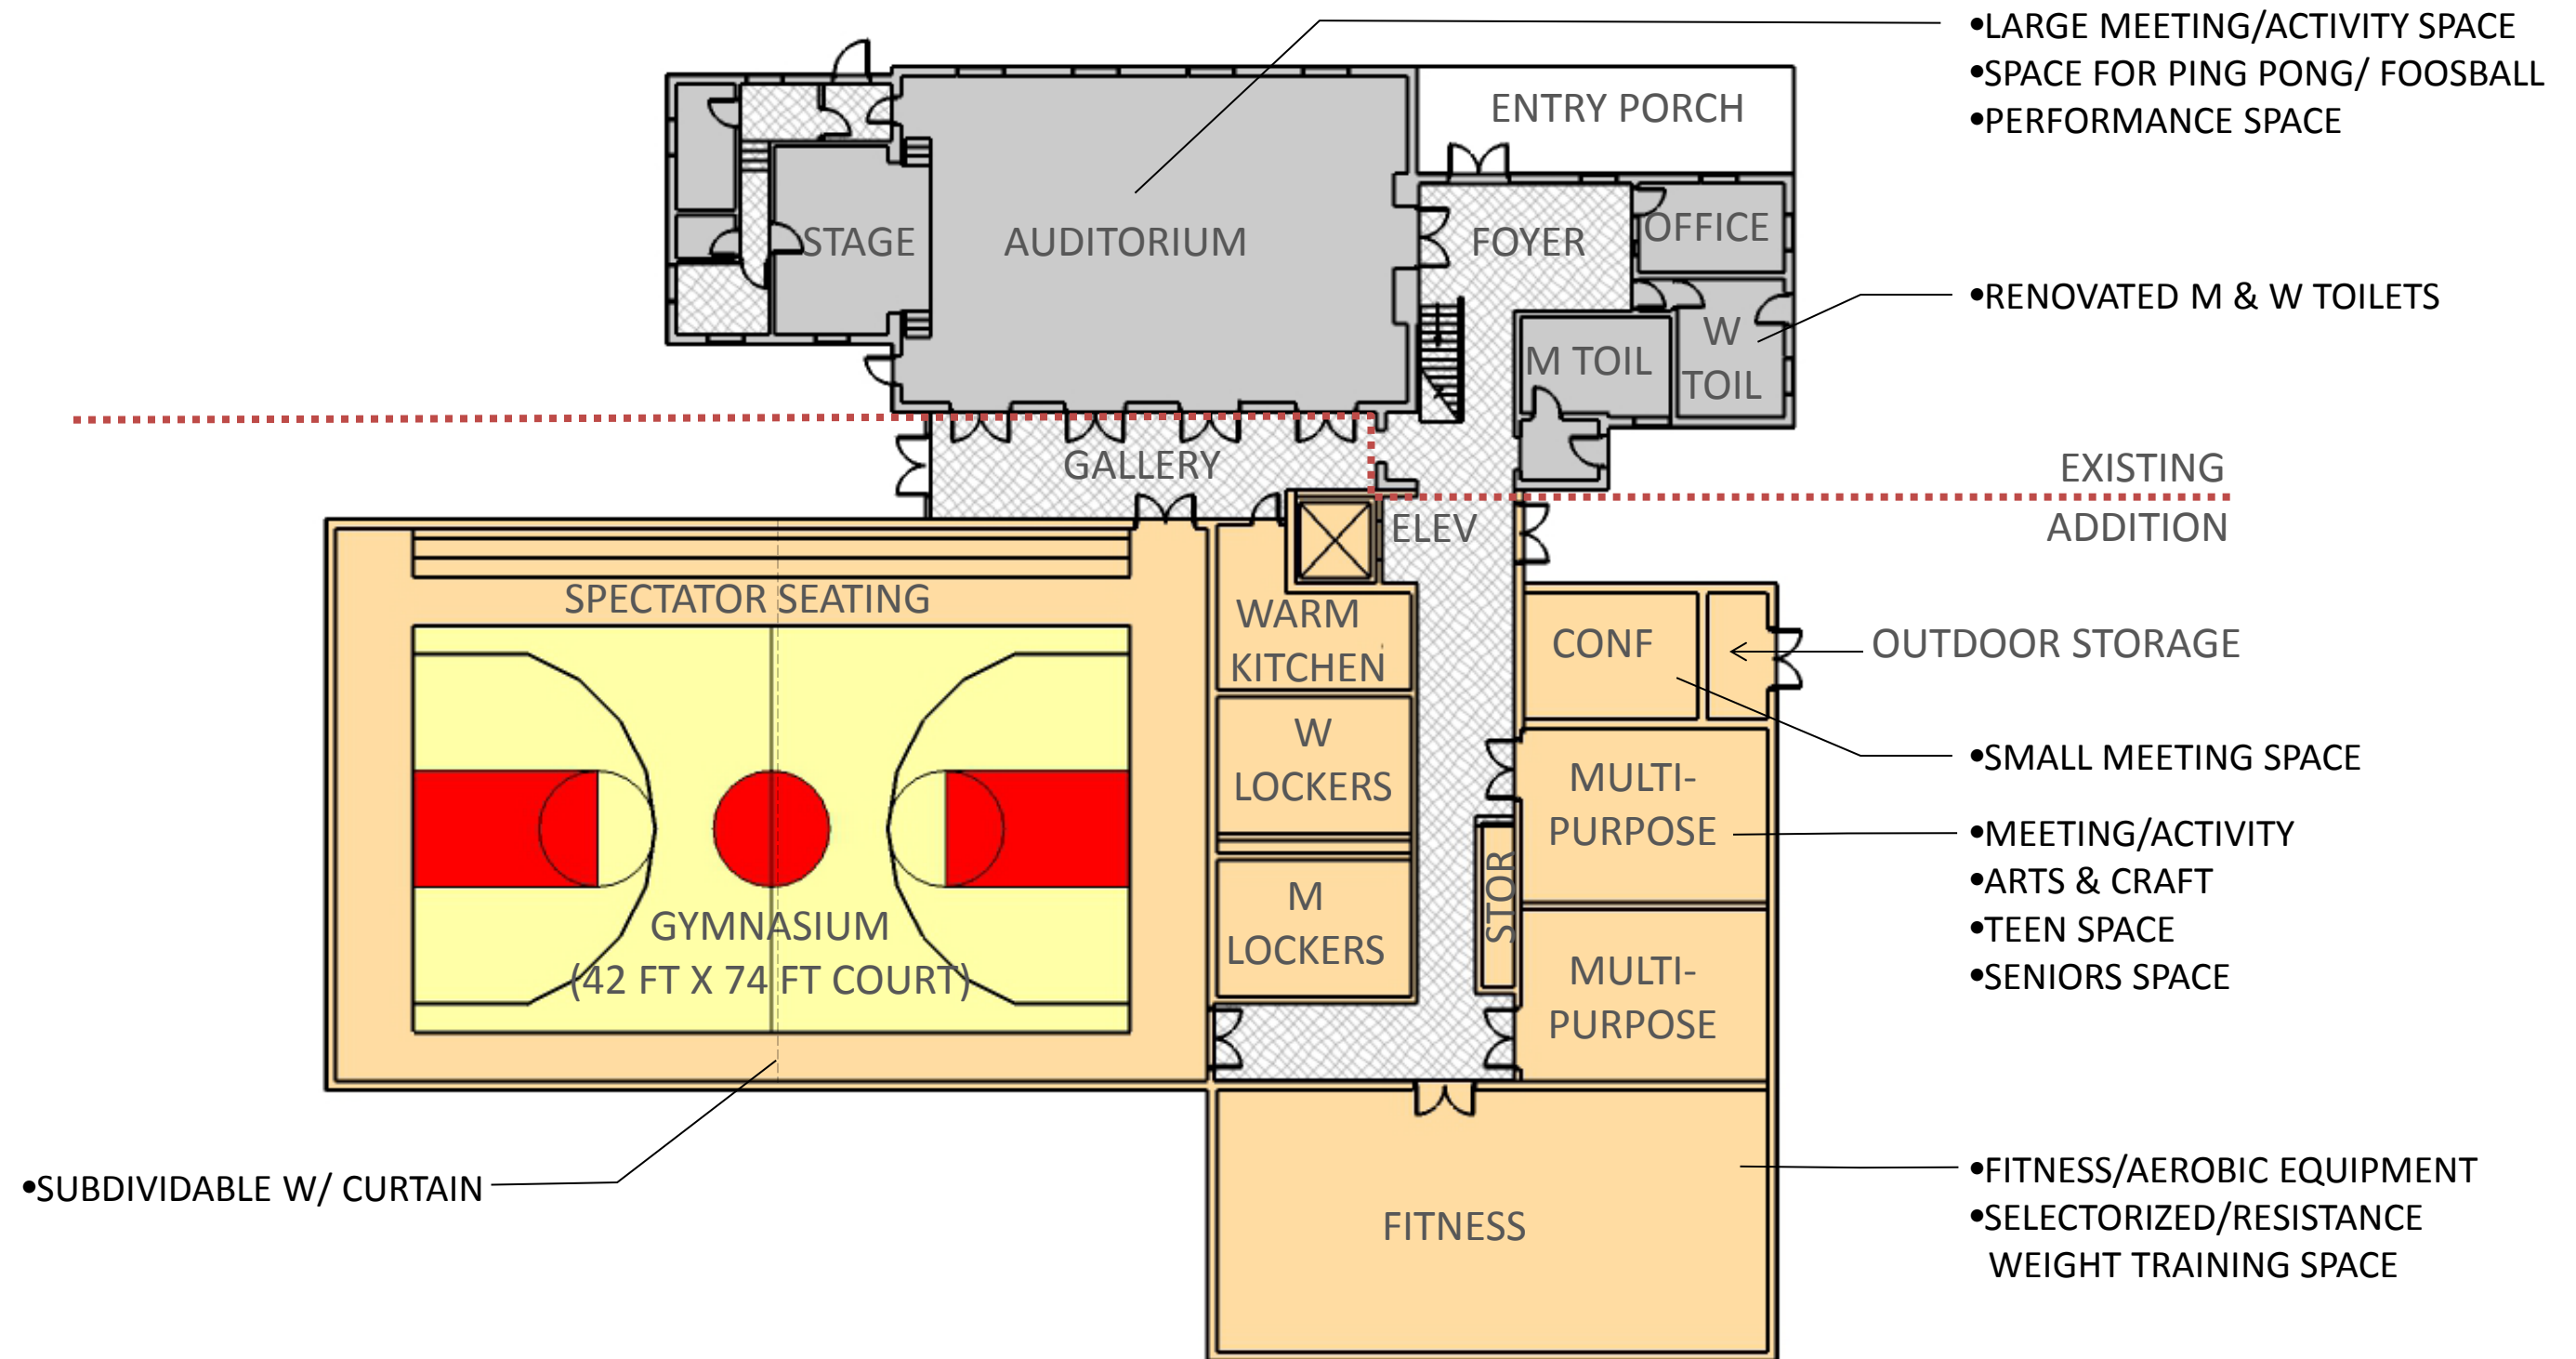 •LARGE MEETING/ACTIVITY SPACE
•SPACE FOR PING PONG/ FOOSBALL
•PERFORMANCE SPACE
ENTRY PORCH
STAGE
AUDITORIUM
FOYER
OFFICE
•RENOVATED M & W TOILETS
M TOIL
W
TOIL
GALLERY
EXISTING
ADDITION
ELEV
SPECTATOR SEATING
WARM
KITCHEN
CONF
OUTDOOR STORAGE
W
LOCKERS
•SMALL MEETING SPACE
MULTI-
PURPOSE
•MEETING/ACTIVITY
•ARTS & CRAFT
•TEEN SPACE
•SENIORS SPACE
STOR
M
LOCKERS
GYMNASIUM
(42 FT X 74 FT COURT)
MULTI-
PURPOSE
•SUBDIVIDABLE W/ CURTAIN
FITNESS
•FITNESS/AEROBIC EQUIPMENT
•SELECTORIZED/RESISTANCE
WEIGHT TRAINING SPACE